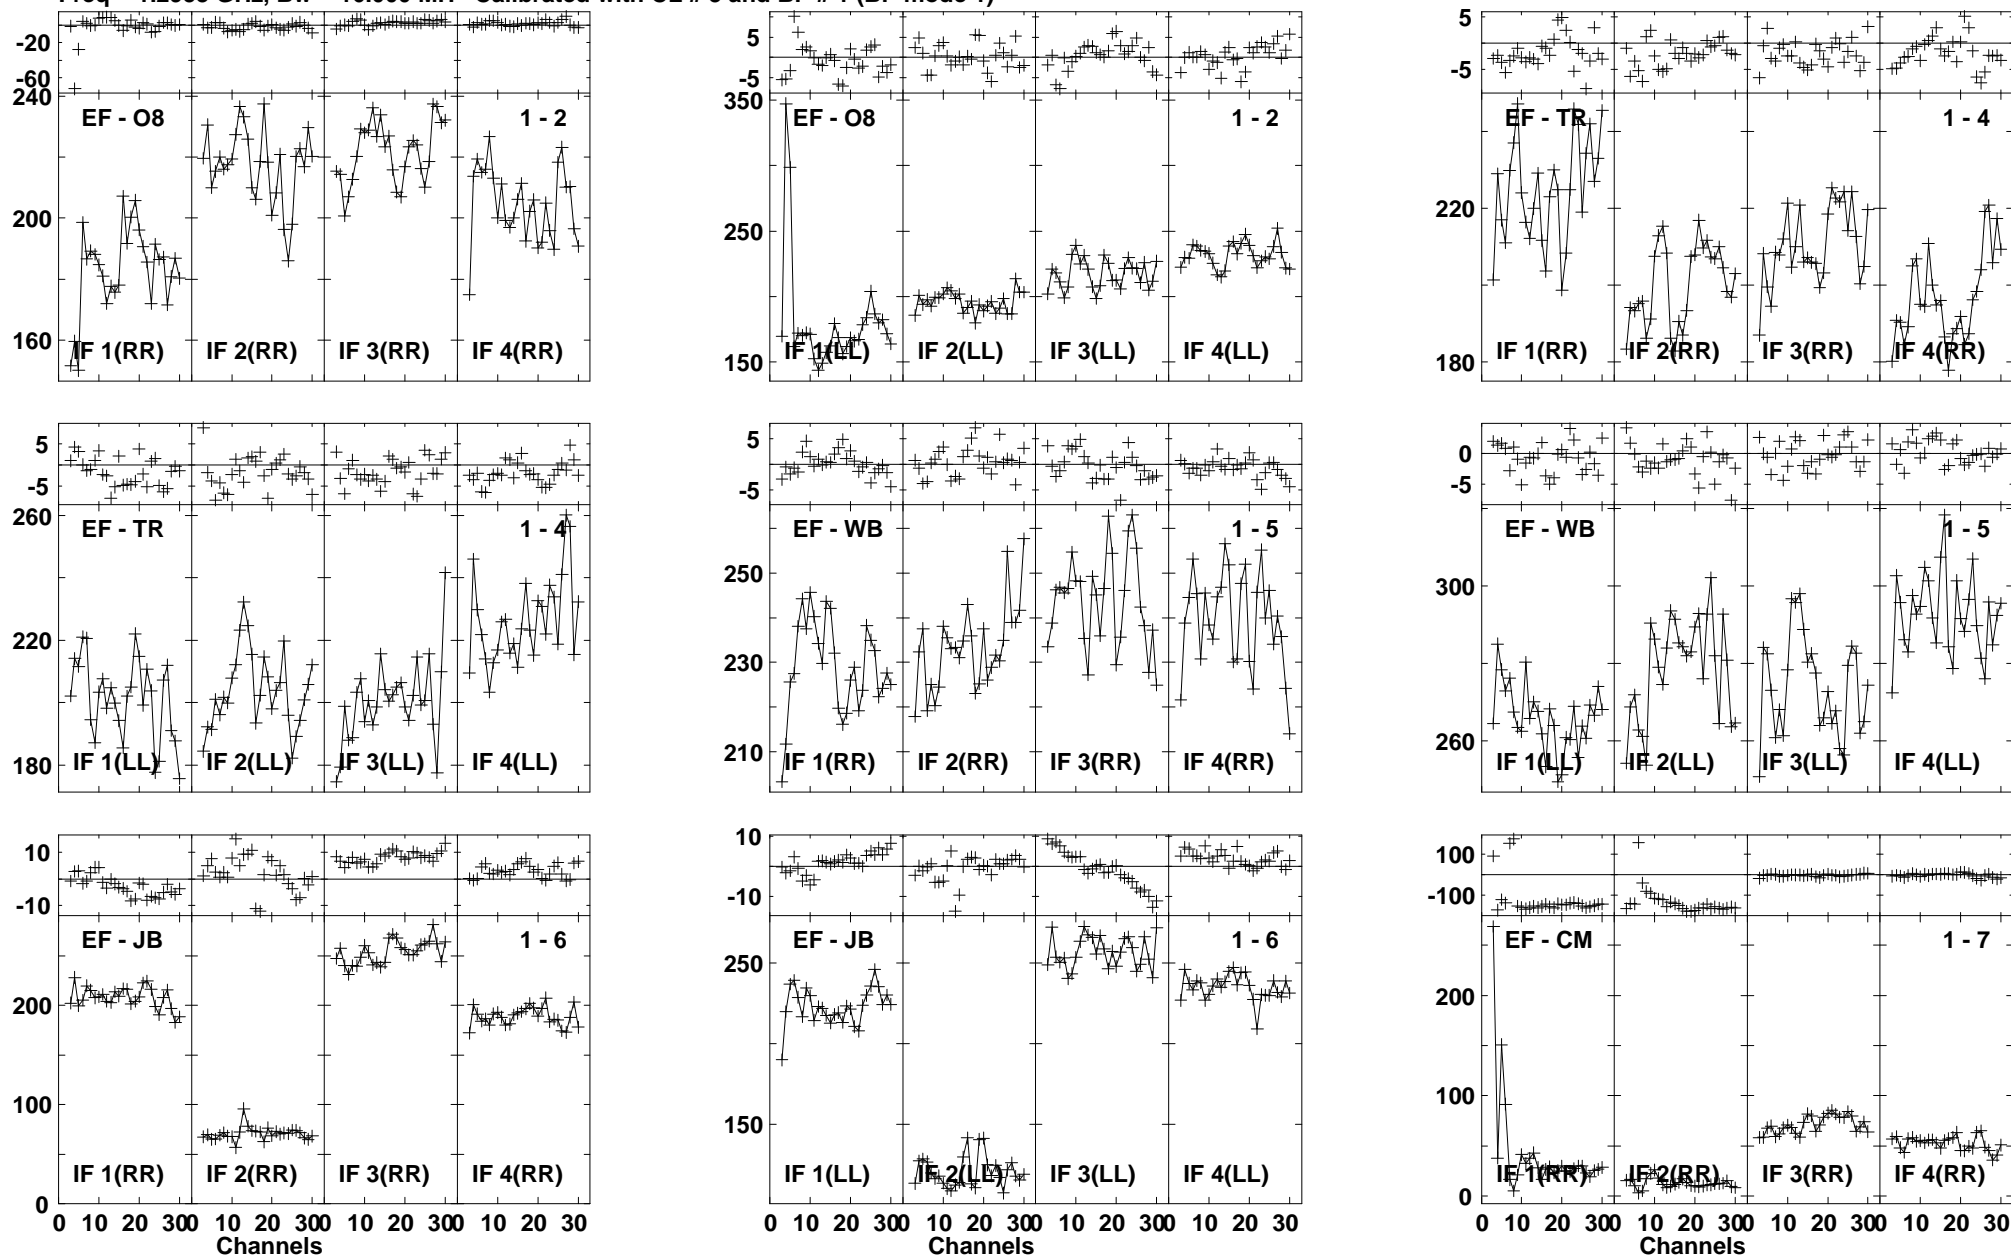 -20
-60
240
200
160
EF - O8
1 - 2
IF 1(RR)
IF 2(RR)
IF 3(RR)
IF 4(RR)
5
-5
350
250
150
EF - O8
1 - 2
IF 1(LL)
IF 2(LL)
IF 3(LL)
IF 4(LL)
5
-5
220
180
EF - TR
1 - 4
IF 1(RR)
IF 2(RR)
IF 3(RR)
IF 4(RR)
5
-5
260
220
180
EF - TR
1 - 4
IF 1(LL)
IF 2(LL)
IF 3(LL)
IF 4(LL)
5
-5
250
230
210
EF - WB
1 - 5
IF 1(RR)
IF 2(RR)
IF 3(RR)
IF 4(RR)
0
-5
300
260
EF - WB
1 - 5
IF 1(LL)
IF 2(LL)
IF 3(LL)
IF 4(LL)
10
-10
200
100
0
EF - JB
1 - 6
IF 1(RR)
IF 2(RR)
IF 3(RR)
IF 4(RR)
0 10 20 30 0 10 20 30 0 10 20 30 0 10 20 30
Channels
10
-10
250
150
EF - JB
1 - 6
IF 1(LL)
IF 2(LL)
IF 3(LL)
IF 4(LL)
0 10 20 30 0 10 20 30 0 10 20 30 0 10 20 30
Channels
100
-100
200
100
0
EF - CM
1 - 7
IF 1(RR)
IF 2(RR)
IF 3(RR)
IF 4(RR)
0 10 20 30 0 10 20 30 0 10 20 30 0 10 20 30
Channels